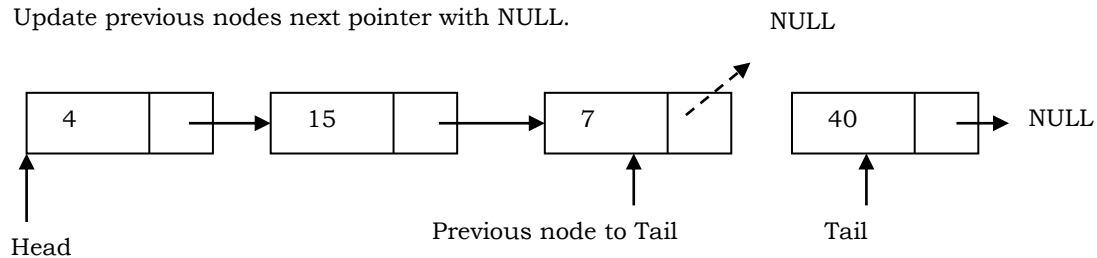 Update previous nodes next pointer with NULL.
NULL
4 15 7 40 NULL
Previous node to Tail Tail
Head